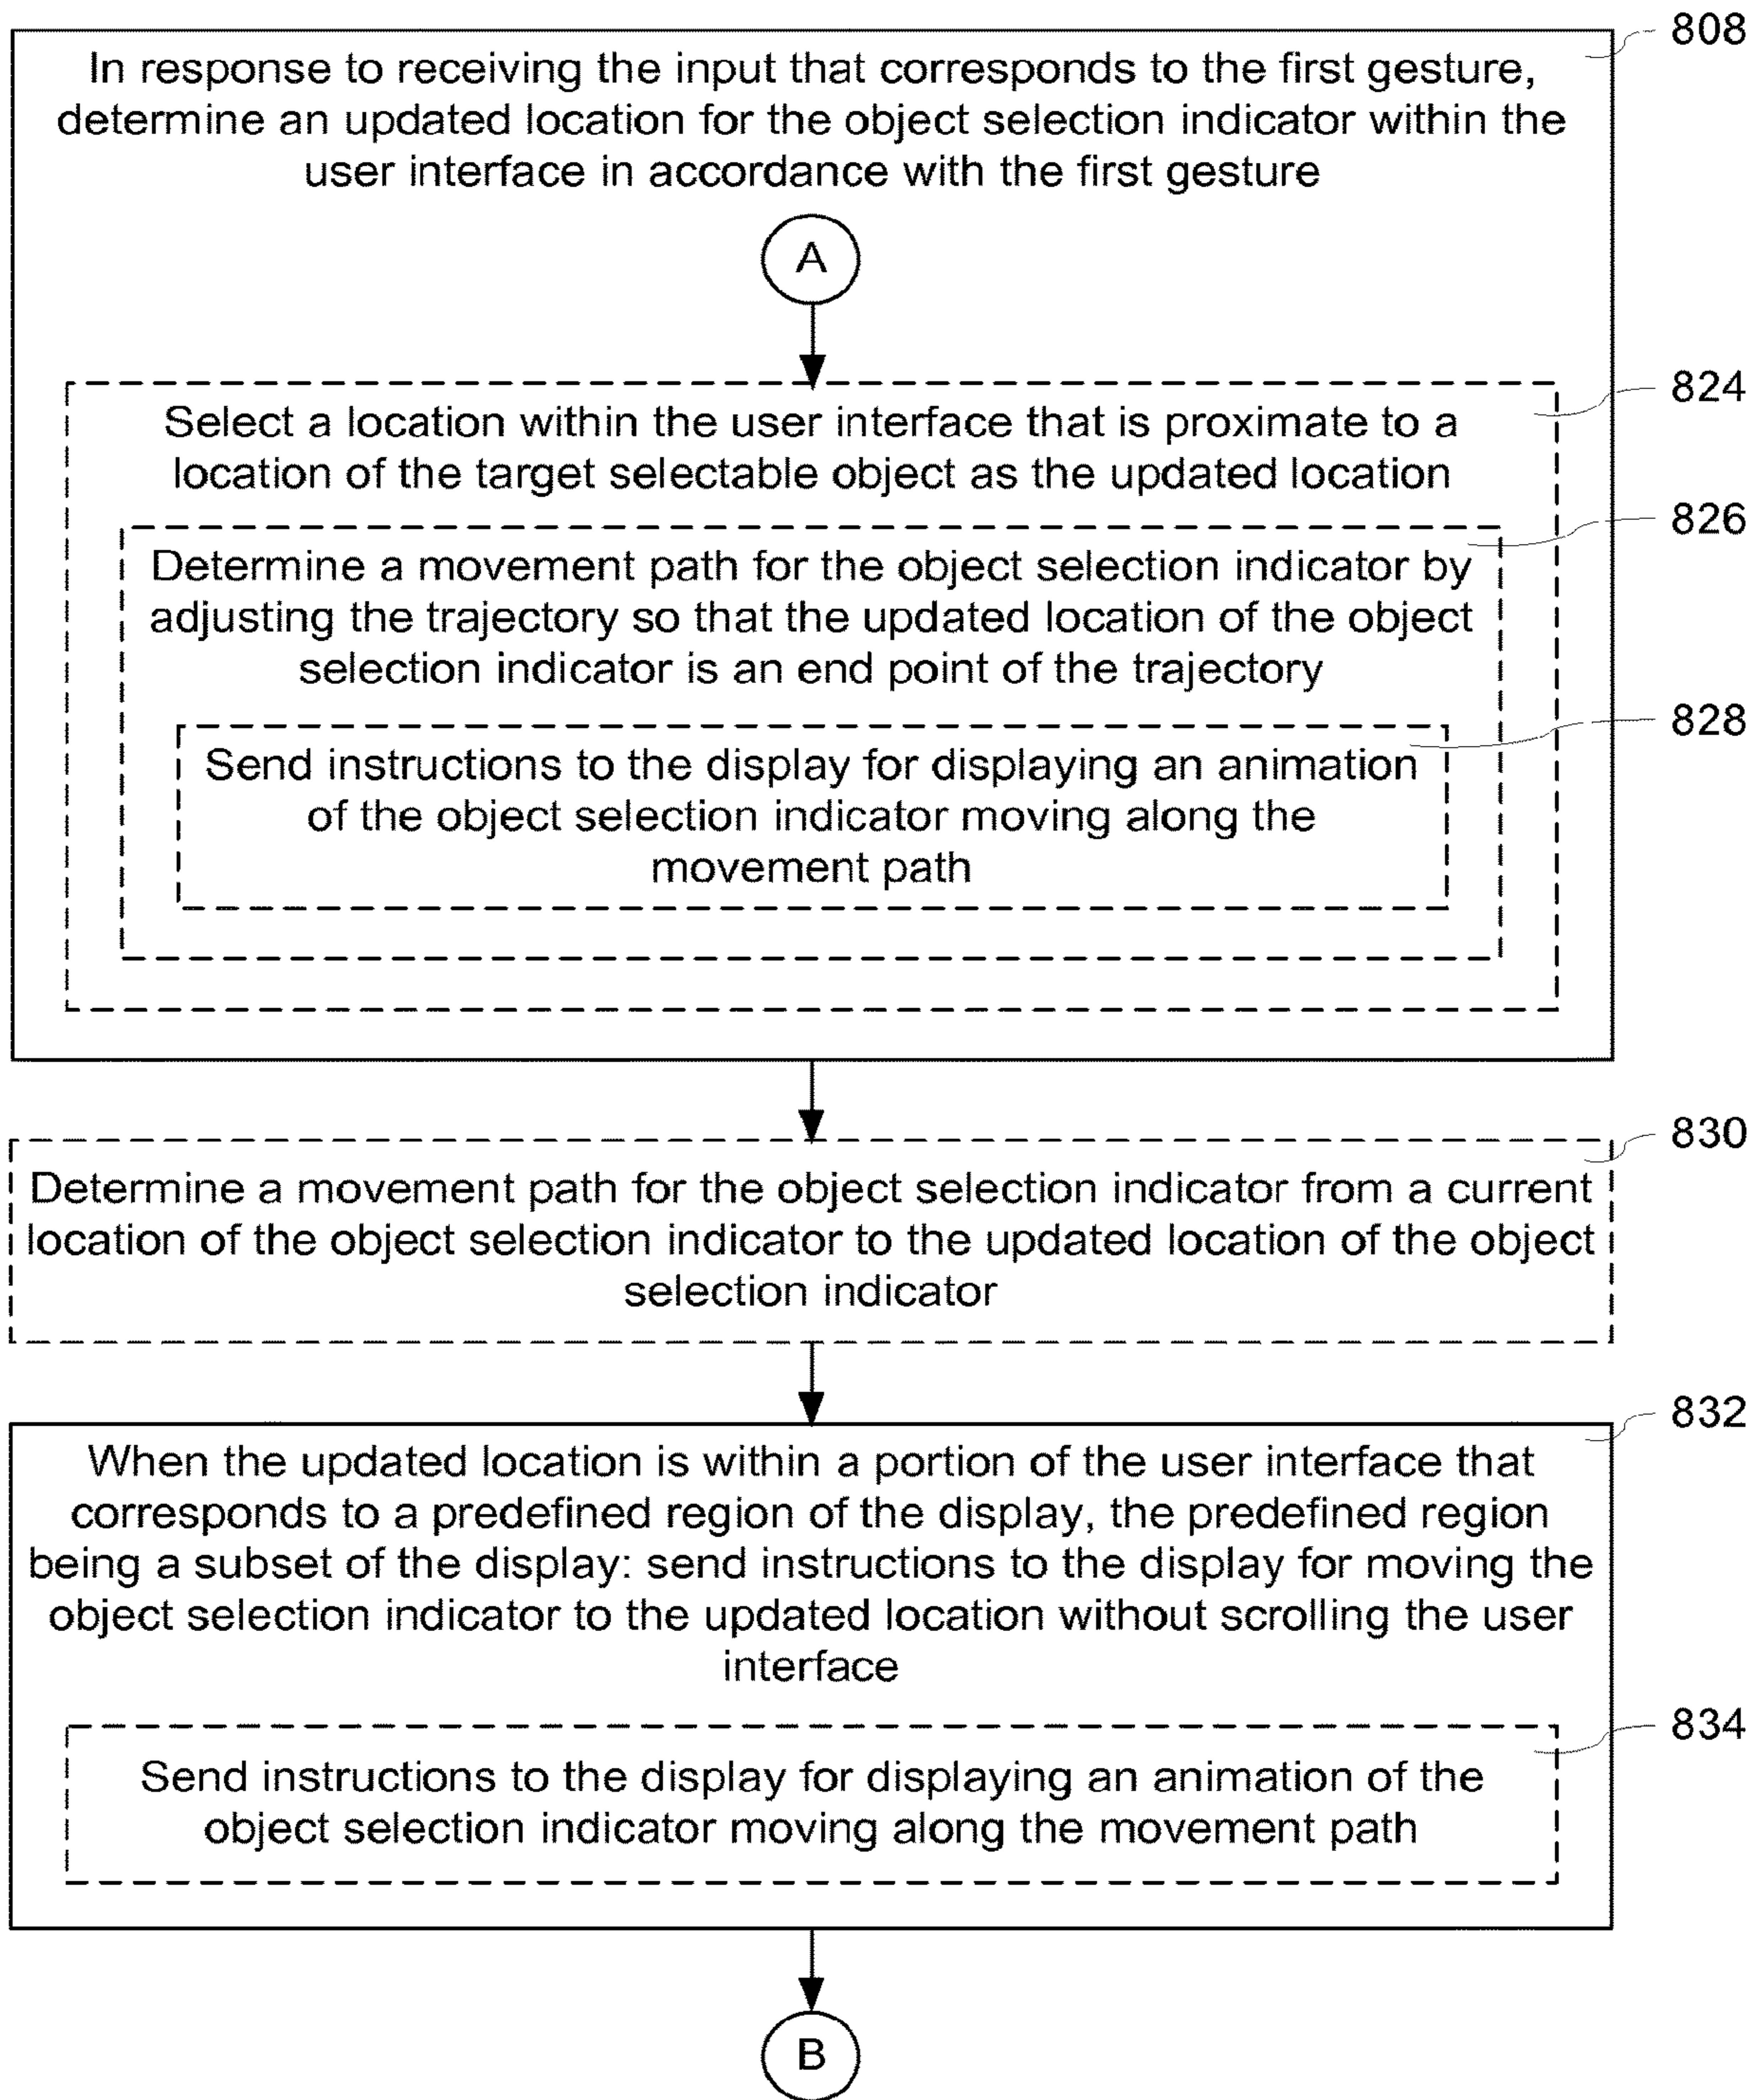 808
In response to receiving the input that corresponds to the first gesture,
determine an updated location for the object selection indicator within the
user interface in accordance with the first gesture
A
824
Select a location within the user interface that is proximate to a
location of the target selectable object as the updated location
826
Determine a movement path for the object selection indicator by
adjusting the trajectory so that the updated location of the object
selection indicator is an end point of the trajectory
828
Send instructions to the display for displaying an animation
of the object selection indicator moving along the
movement path
830
Determine a movement path for the object selection indicator from a current
location of the object selection indicator to the updated location of the object
selection indicator
832
When the updated location is within a portion of the user interface that
corresponds to a predefined region of the display, the predefined region
being a subset of the display: send instructions to the display for moving the
object selection indicator to the updated location without scrolling the user
interface
834
Send instructions to the display for displaying an animation of the
object selection indicator moving along the movement path
B